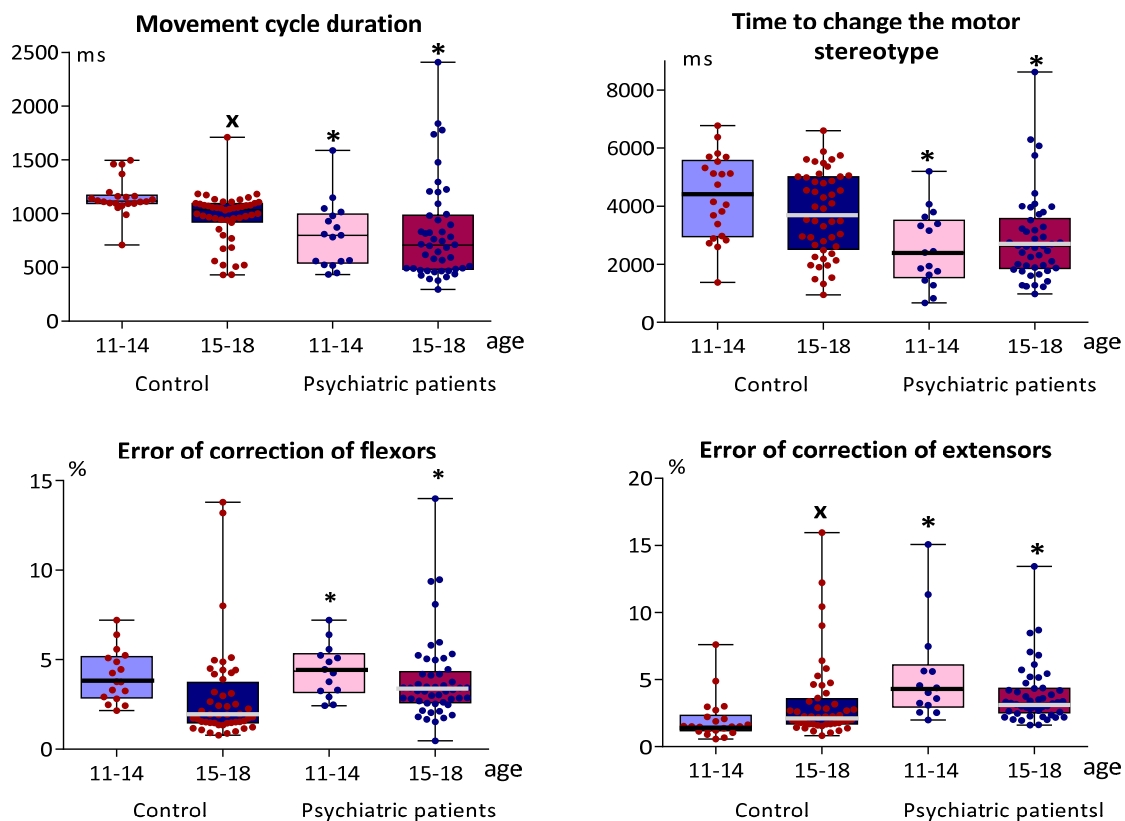 Movement cycle duration
ms
2500
2000
1500
1000
500
0
x
*
*
11-14
15-18
11-14
15-18
age
Control
Psychiatric patients
Time to change the motor
stereotype
ms
8000
6000
4000
2000
0
*
*
11-14
15-18
11-14
15-18
age
Control
Psychiatric patients
Error of correction of flexors
%
15
10
5
0
*
*
11-14
15-18
11-14
15-18
age
Control
Psychiatric patients
Error of correction of extensors
%
20
15
10
5
0
x
*
*
11-14
15-18
11-14
15-18
age
Control
Psychiatric patientsl